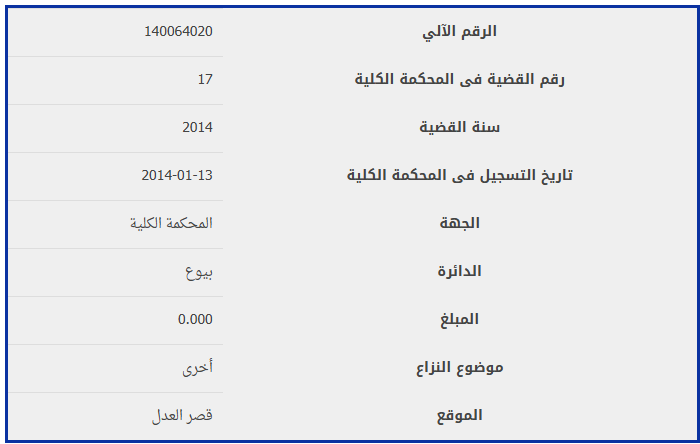 الرقم الآلي 140064020
رقم القضية فى المحكمة الكلية 17
سنة القضية 2014
تاريخ التسجيل فى المحكمة الكلية 2014-01-13
الجهة المحكمة الكلية
الدائرة بيوع
المبلغ 0.000
موضوع النزاع أخرى
الموقع قصر العدل